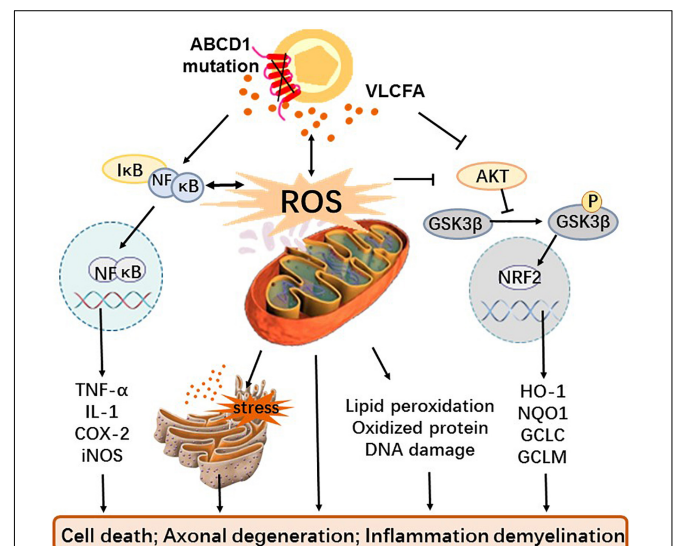 ABCD1
mutation
VLCFA
IκB
NF
κB
ROS
AKT
GSK3β
P
GSK3β
NF
κB
NRF2
TNF-α
IL-1
COX-2
iNOS
stress
Lipid peroxidation
Oxidized protein
DNA damage
HO-1
NQO1
GCLC
GCLM
Cell death; Axonal degeneration; Inflammation demyelination